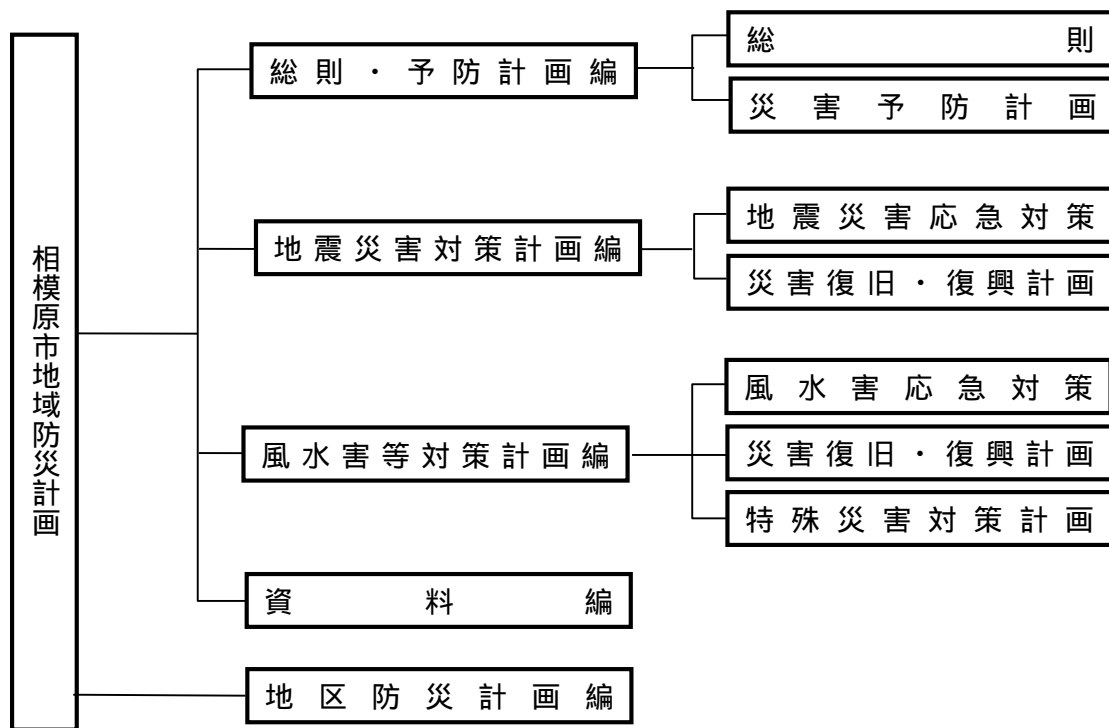 相模原市地域防災計画
総則・予防計画編
総則
災害予防計画
地震災害対策計画編
地震災害応急対策
災害復旧・復興計画
風水害等対策計画編
風水害応急対策
災害復旧・復興計画
特殊災害対策計画
資料編
地区防災計画編